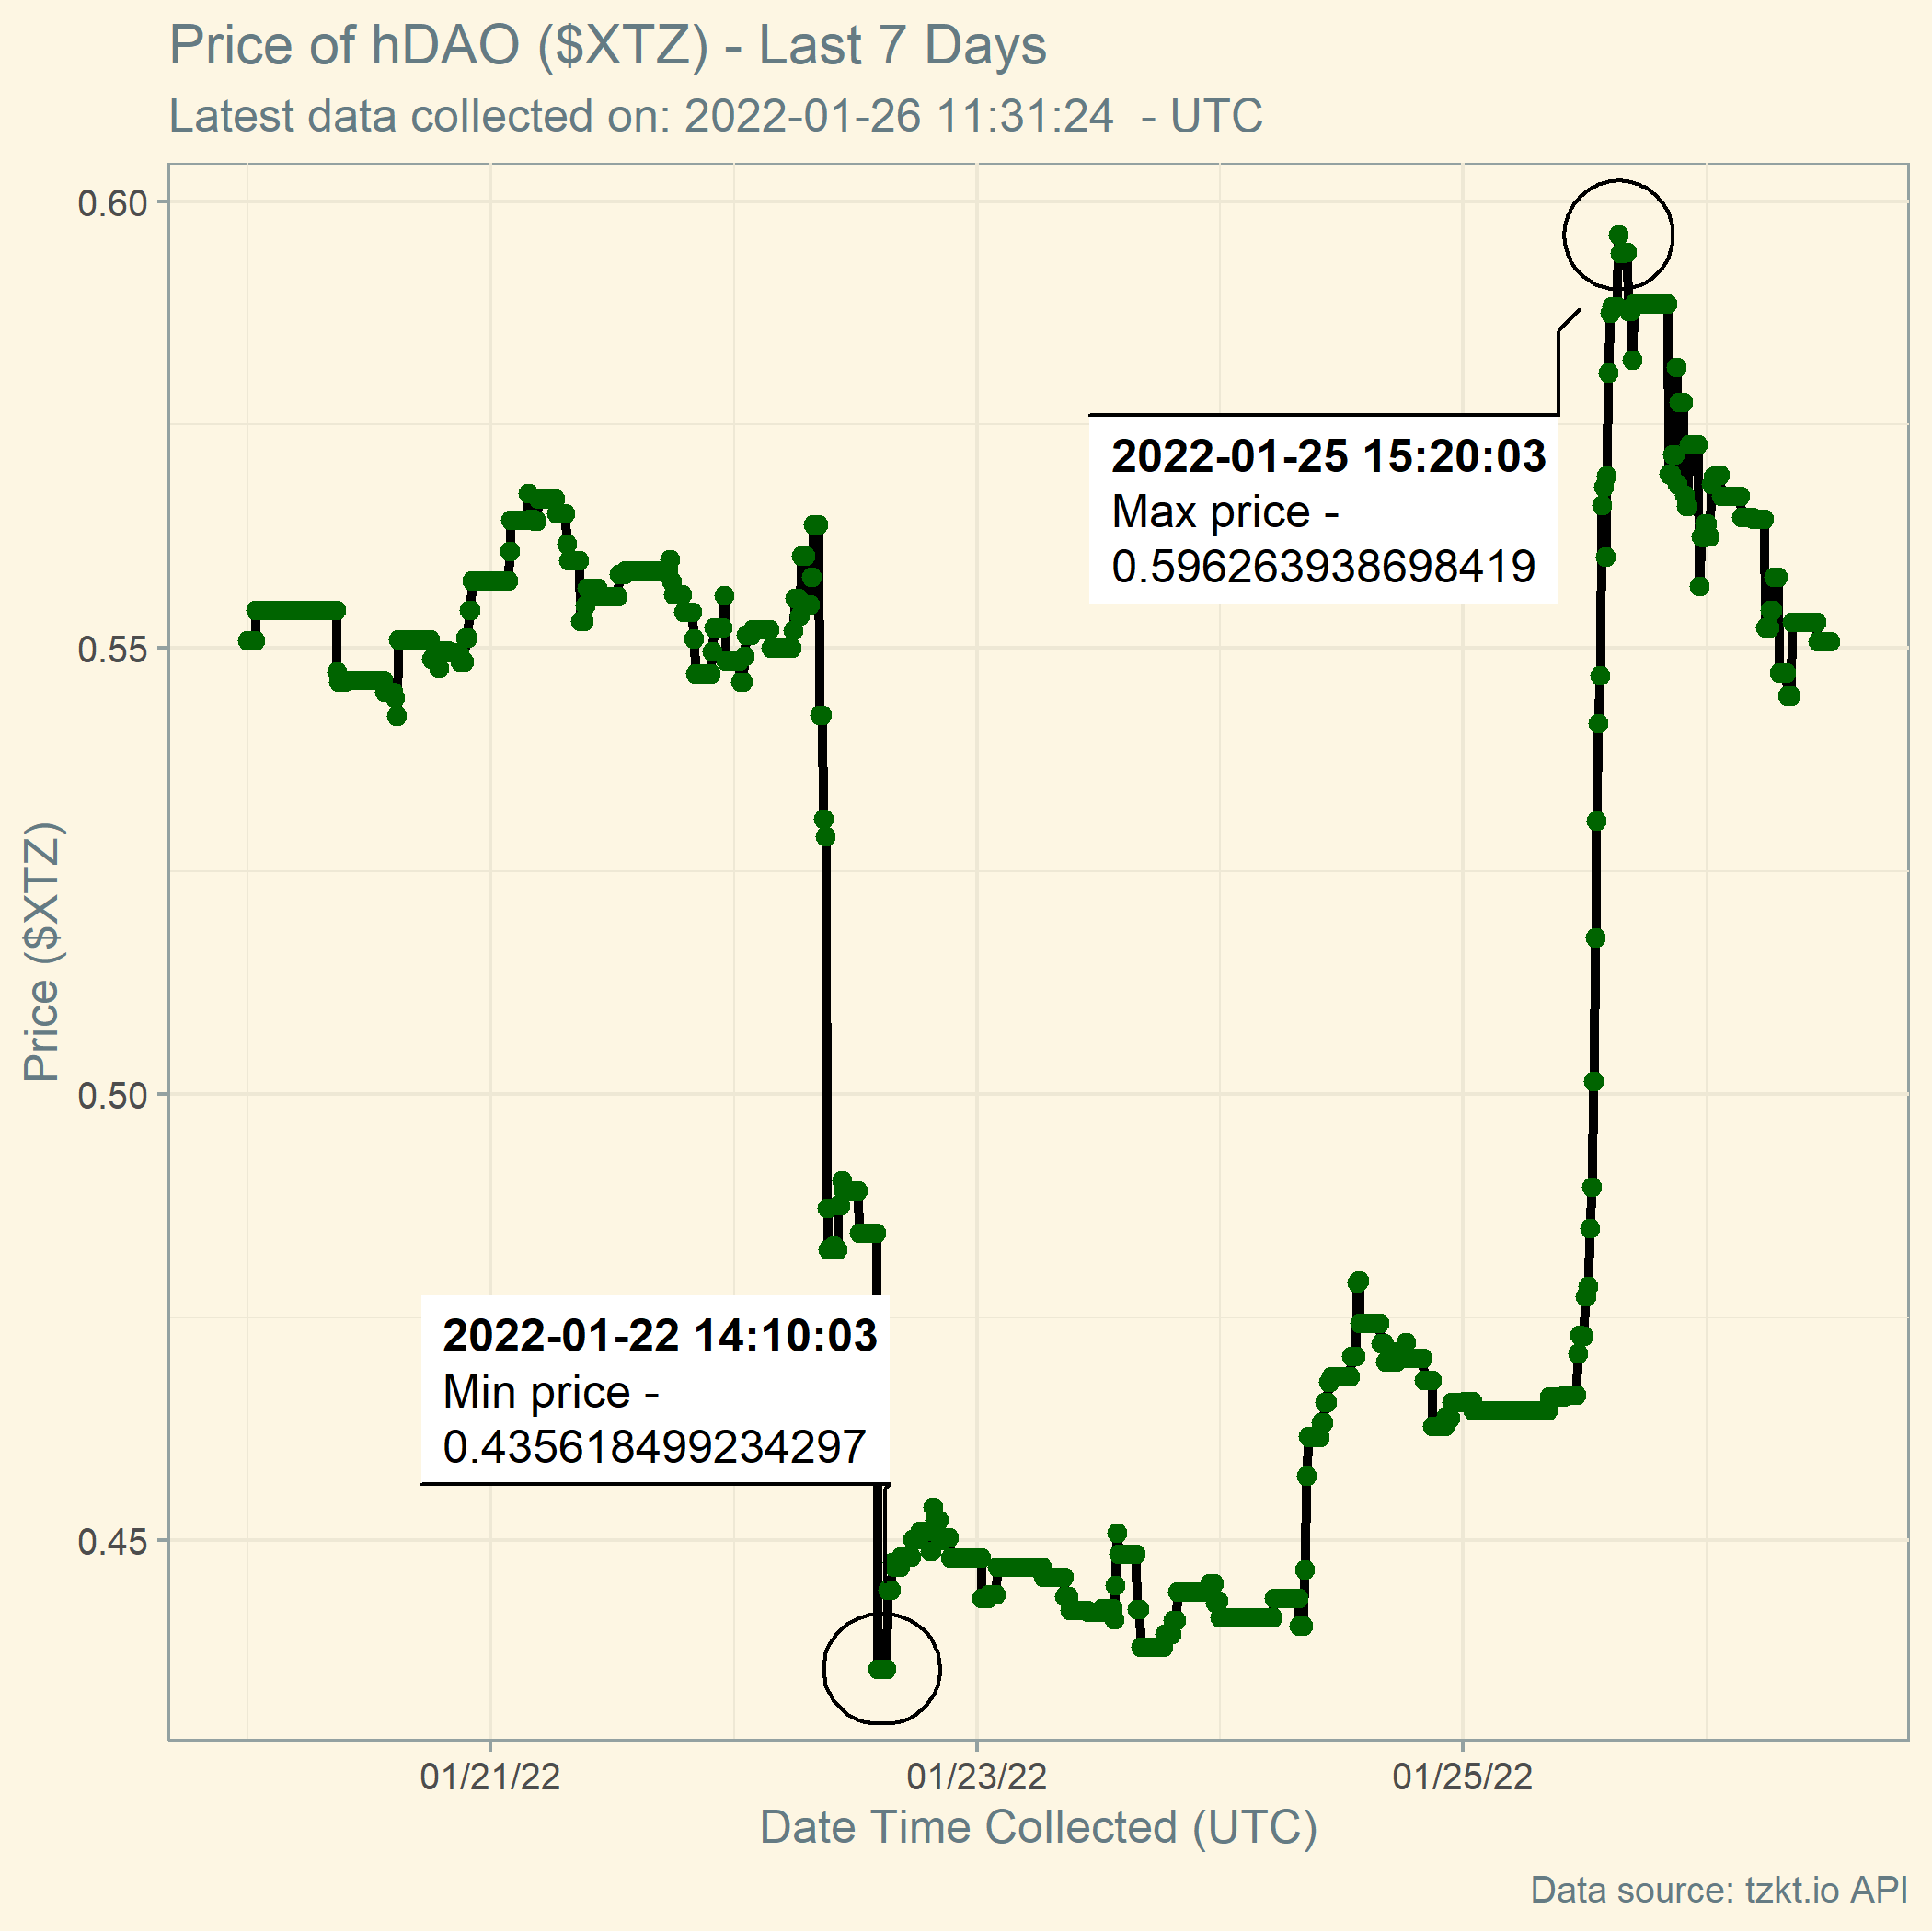 Price of hDAO ($XTZ) - Last 7 Days
Latest data collected on: 2022-01-26 11:31:24  - UTC
0.60
2022-01-25 15:20:03
Max price -
0.596263938698419
0.55
Price ($XTZ)
0.50
2022-01-22 14:10:03
Min price -
0.435618499234297
0.45
01/21/22
01/23/22
01/25/22
Date Time Collected (UTC)
Data source: tzkt.io API